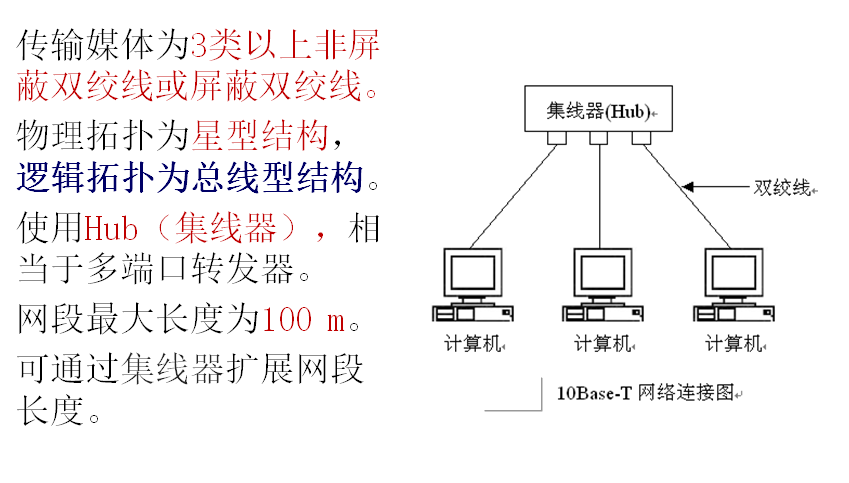 传输媒体为3类以上非屏
蔽双绞线或屏蔽双绞线。
物理拓扑为星型结构，
逻辑拓扑为总线型结构。
使用Hub（集线器），相
当于多端口转发器。
网段最大长度为100 m。
可通过集线器扩展网段
长度。
集线器(Hub)
双绞线
计算机
计算机
计算机
10Base-T 网络连接图